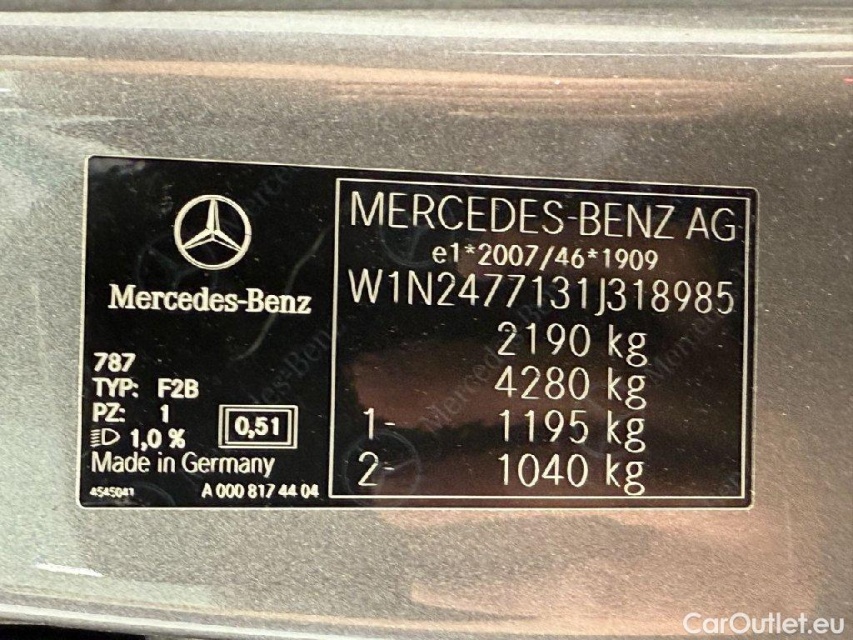 Mercedes-Benz
787
TYP: F2B
PZ: 1
1,0 %
0,51
Made in Germany
4545041
A 000 817 44 04
MERCEDES-BENZ AG
e1*2007/46*1909
W1N2477131J318985
2190 kg
4280 kg
1- 1195 kg
2- 1040 kg
CarOutlet.eu